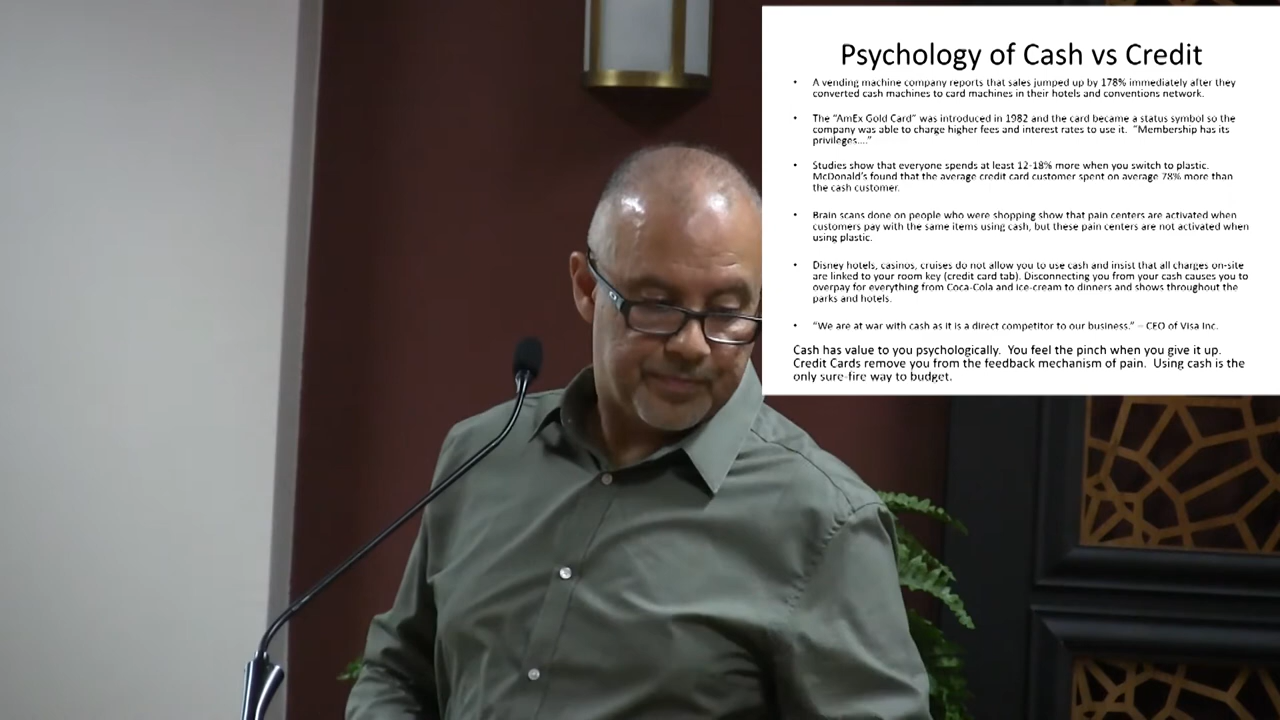 Psychology of Cash vs Credit
• A vending machine company reports that sales jumped up by 178% immediately after they
converted cash machines to card machines in their hotels and conventions network.
• The "AmEx Gold Card" was introduced in 1982 and the card became a status symbol so the
company was able to charge higher fees and interest rates to use it. "Membership has its
privileges...."
• Studies show that everyone spends at least 12-18% more when you switch to plastic.
McDonald's found that the average credit card customer spent on average 78% more than
the cash customer.
• Brain scans done on people who were shopping show that pain centers are activated when
customers pay with the same items using cash, but these pain centers are not activated when
using plastic.
• Disney hotels, casinos, cruises do not allow you to use cash and insist that all charges on-site
are linked to your room key (credit card tab). Disconnecting you from your cash causes you to
overpay for everything from Coca-Cola and ice-cream to dinners and shows throughout the
parks and hotels.
• "We are at war with cash as it is a direct competitor to our business." – CEO of Visa Inc.
Cash has value to you psychologically. You feel the pinch when you give it up.
Credit Cards remove you from the feedback mechanism of pain. Using cash is the
only sure-fire way to budget.